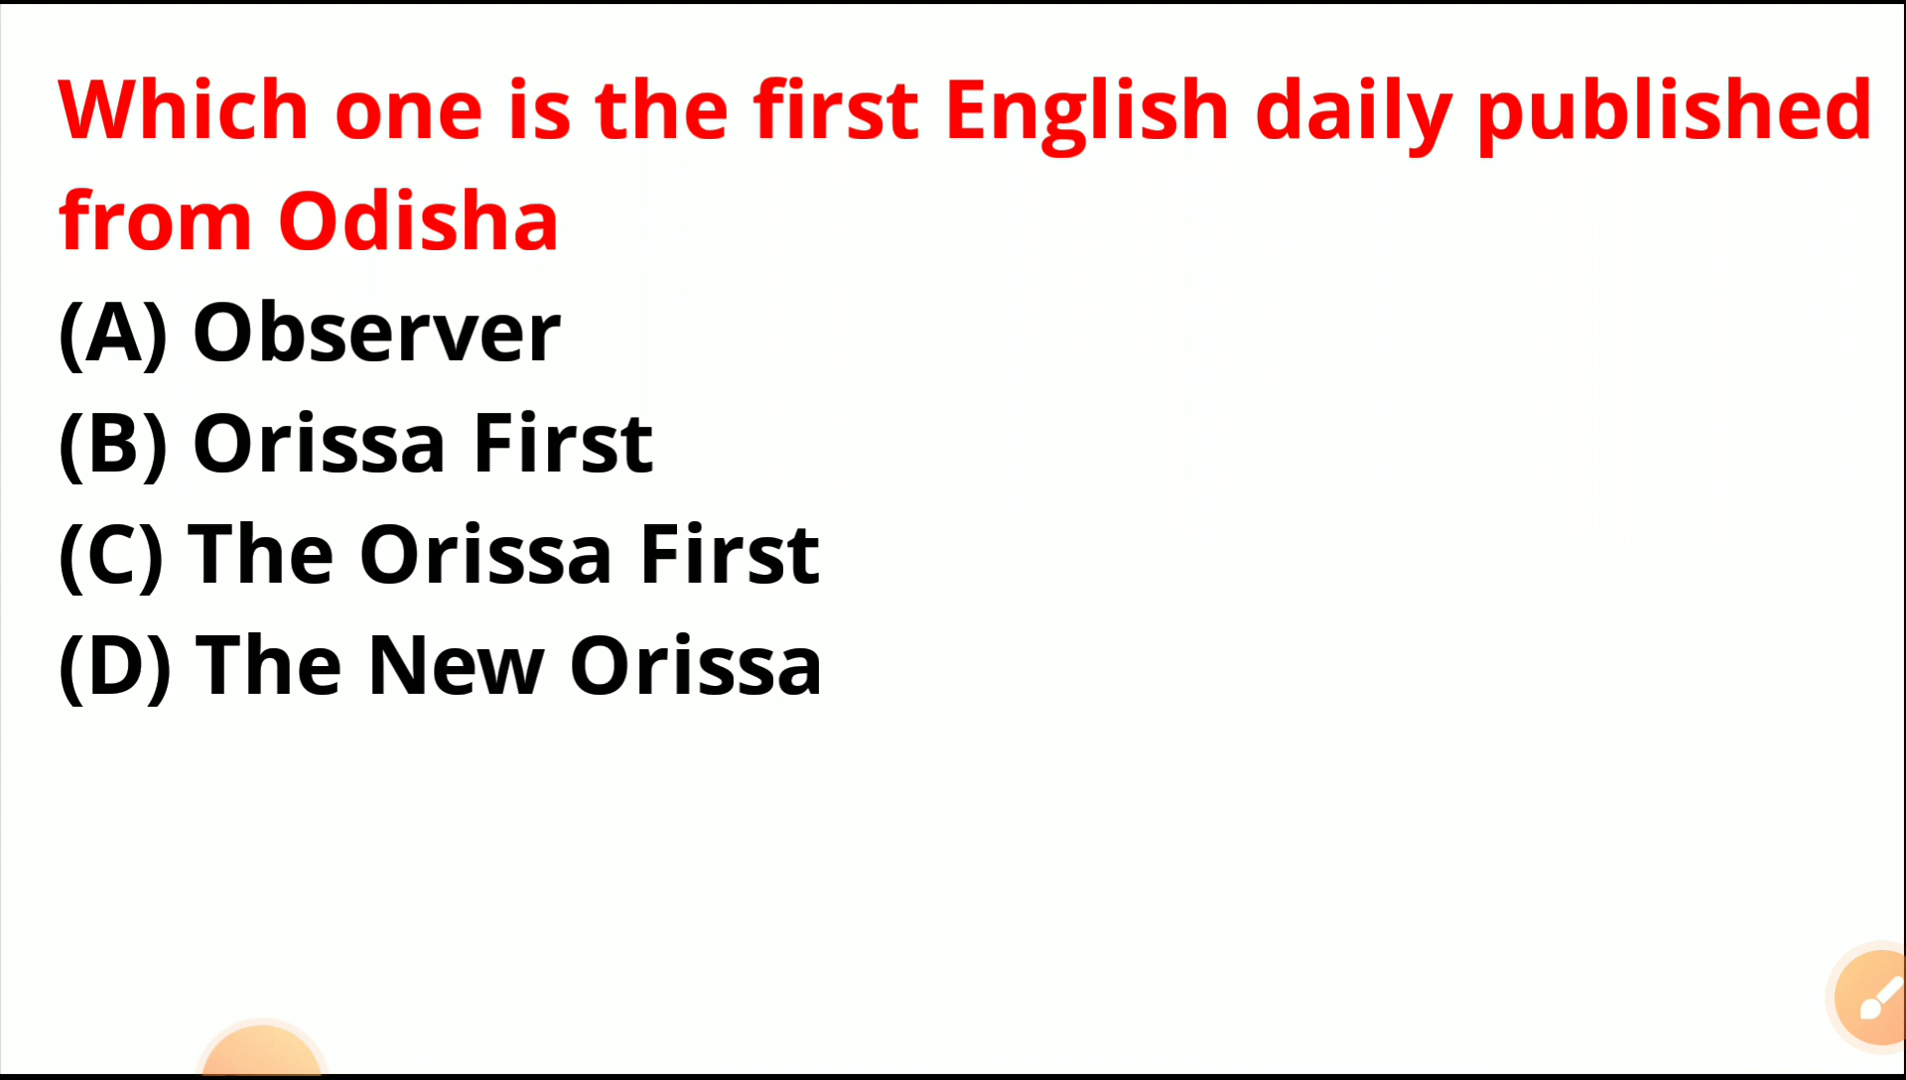 Which one is the first English daily published
from Odisha
(A) Observer
(B) Orissa First
(C) The Orissa First
(D) The New Orissa